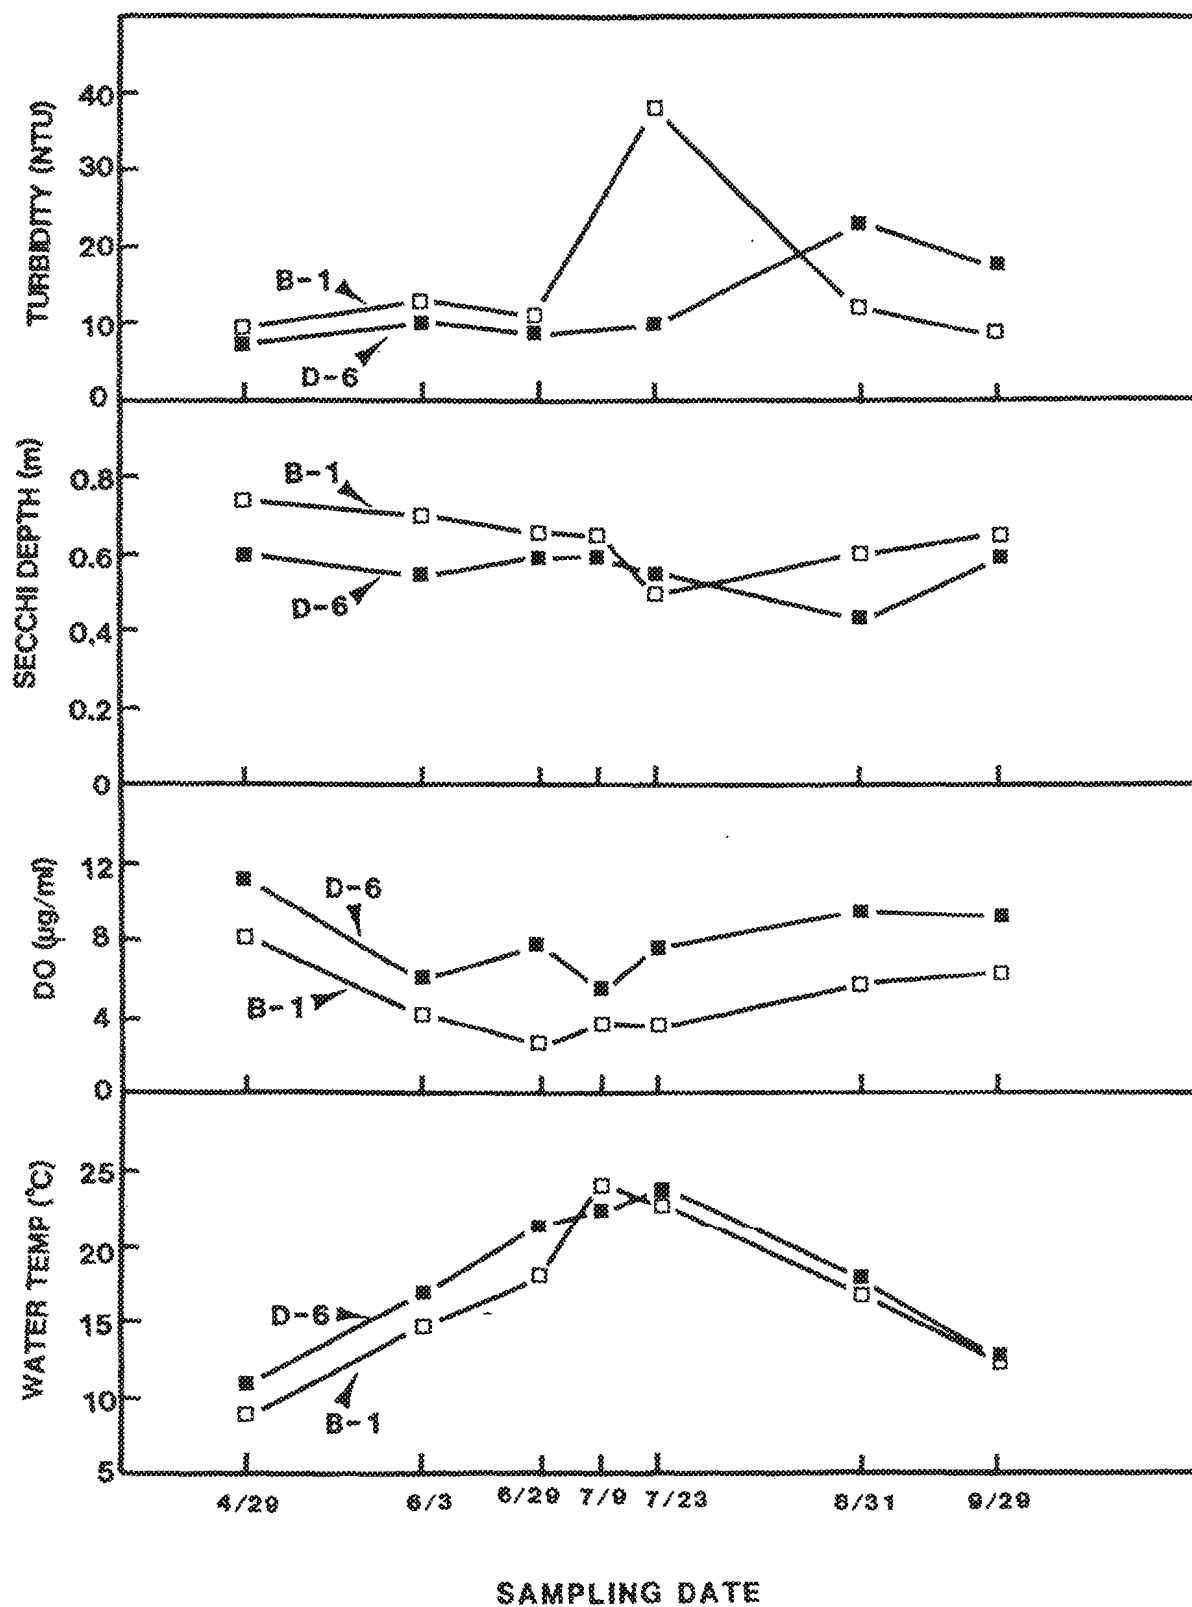 TURBIDITY (NTU)
40
30
20
10
0
B-1
D-6
SECCHI DEPTH (m)
0.8
0.6
0.4
0.2
0
B-1
D-6
DO (µg/ml)
12
8
4
0
D-6
B-1
WATER TEMP (°C)
25
20
15
10
5
D-6
B-1
4/29 6/3 6/29 7/9 7/23 8/31 9/29
SAMPLING DATE